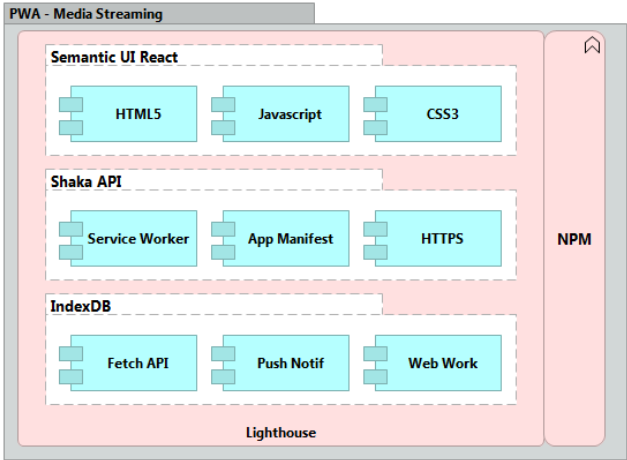 PWA - Media Streaming
Semantic UI React
HTML5
Javascript
CSS3
Shaka API
Service Worker
App Manifest
HTTPS
NPM
IndexDB
Fetch API
Push Notif
Web Work
Lighthouse